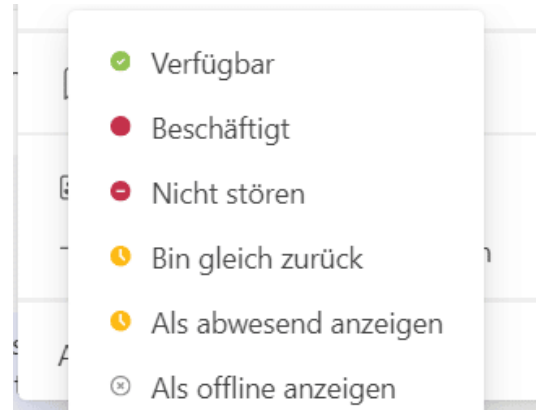 Verfügbar
Beschäftigt
Nicht stören
Bin gleich zurück
Als abwesend anzeigen
Als offline anzeigen